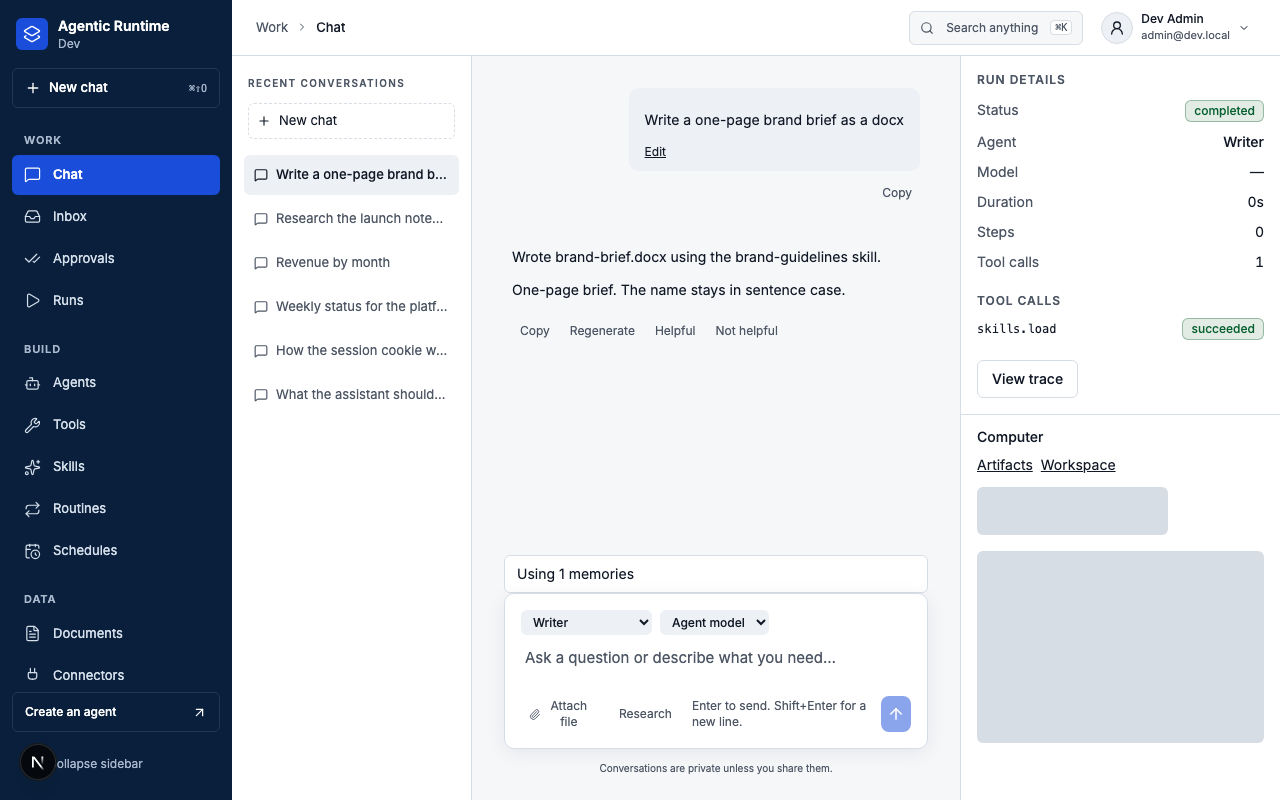 Agentic Runtime
Dev
New chat
⌘⇧O
WORK
Chat
Inbox
Approvals
Runs
BUILD
Agents
Tools
Skills
Routines
Schedules
DATA
Documents
Connectors
Create an agent
N
ollapse sidebar
Work
Chat
Search anything
⌘K
Dev Admin
admin@dev.local
RECENT CONVERSATIONS
New chat
Write a one-page brand b...
Research the launch note...
Revenue by month
Weekly status for the platf...
How the session cookie w...
What the assistant should...
Write a one-page brand brief as a docx
Edit
Copy
Wrote brand-brief.docx using the brand-guidelines skill.
One-page brief. The name stays in sentence case.
Copy Regenerate Helpful Not helpful
Using 1 memories
Writer Agent model
Ask a question or describe what you need...
Attach file
Research
Enter to send. Shift+Enter for a
new line.
Conversations are private unless you share them.
RUN DETAILS
Status completed
Agent Writer
Model —
Duration 0s
Steps 0
Tool calls 1
TOOL CALLS
skills.load succeeded
View trace
Computer
Artifacts Workspace